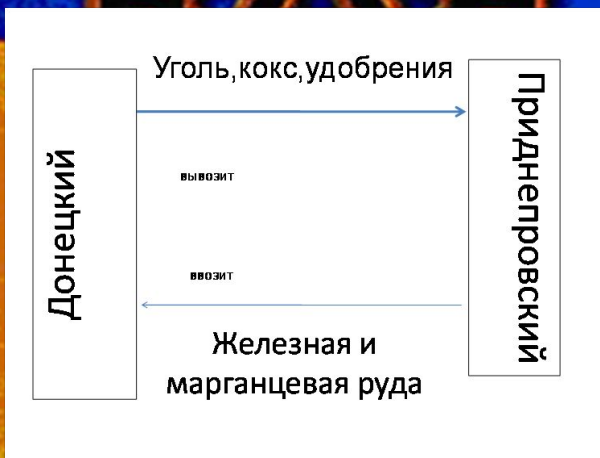 Уголь,кокс,удобрения
Донецкий
Приднепровский
вывозит
ввозит
Железная и
марганцевая руда